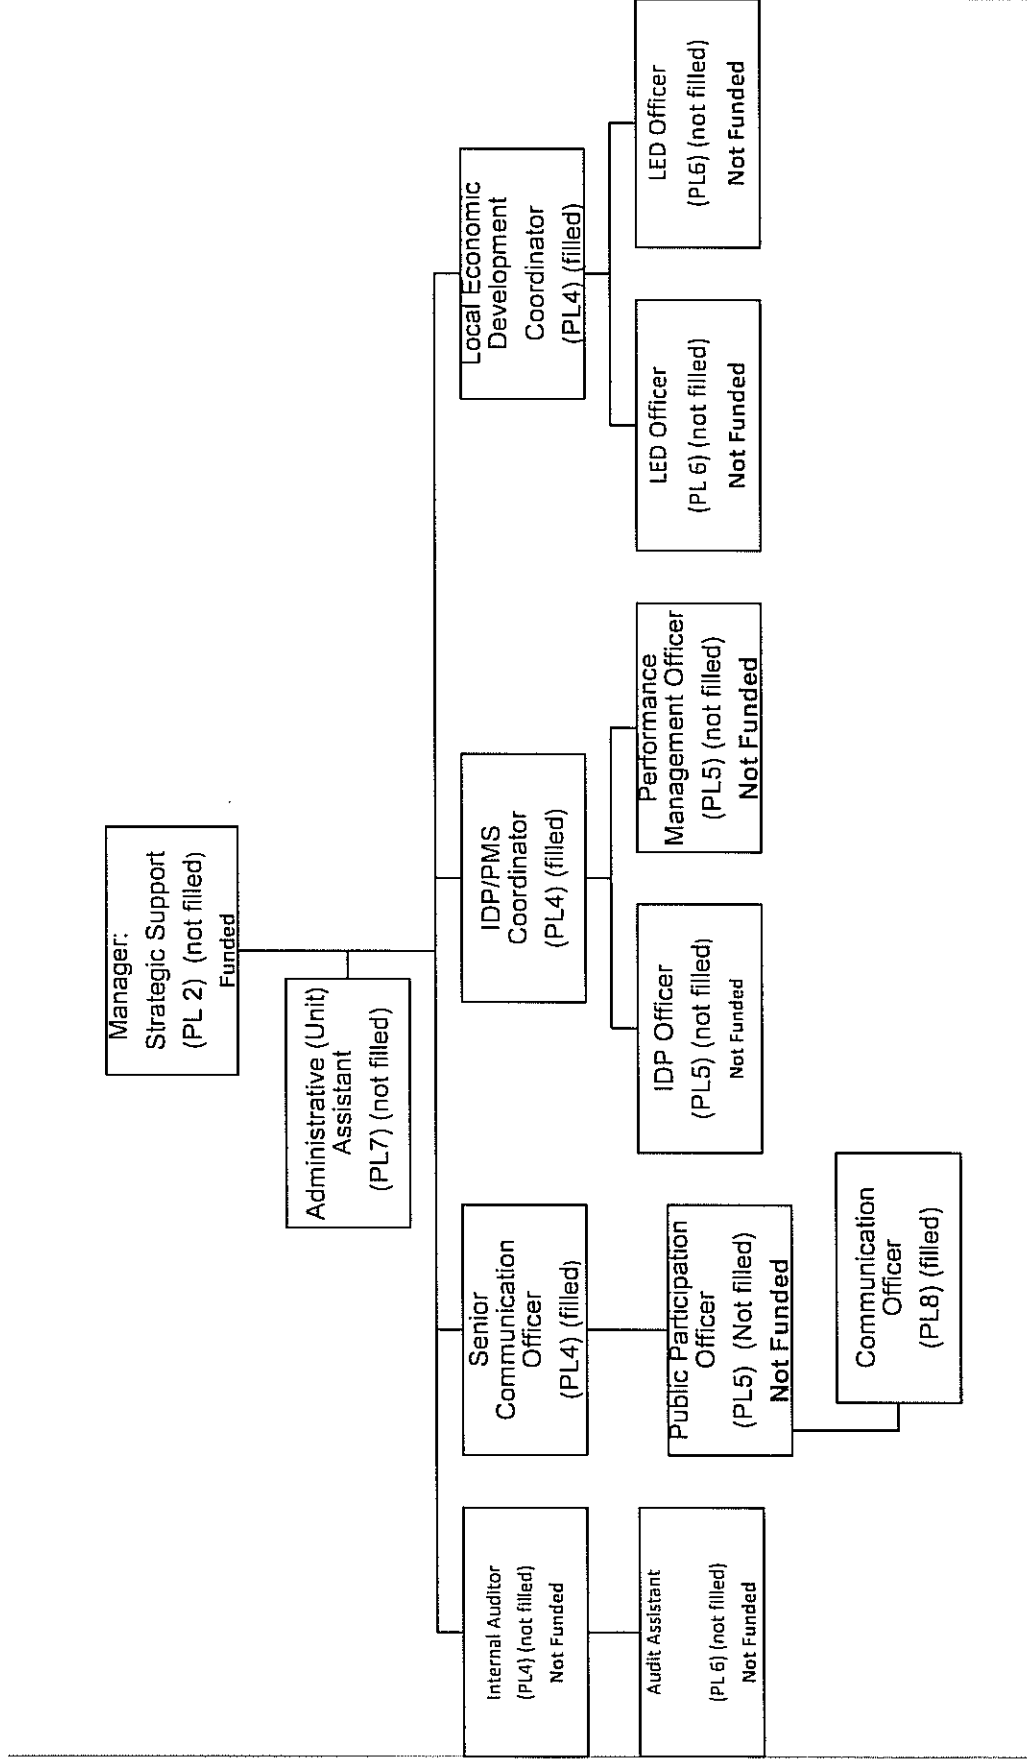 Manager:
Strategic Support
(PL 2) (not filled)
Funded
Administrative (Unit)
Assistant
(PL7) (not filled)
Internal Auditor
(PL4) (not filled)
Not Funded
Senior
Communication
Officer
(PL4) (filled)
IDP/PMS
Coordinator
(PL4) (filled)
Local Economic
Development
Coordinator
(PL4) (filled)
Audit Assistant
(PL 6) (not filled)
Not Funded
Public Participation
Officer
(PL5) (Not filled)
Not Funded
IDP Officer
(PL5) (not filled)
Not Funded
Performance
Management Officer
(PL5) (not filled)
Not Funded
LED Officer
(PL 6) (not filled)
Not Funded
LED Officer
(PL6) (not filled)
Not Funded
Communication
Officer
(PL8) (filled)